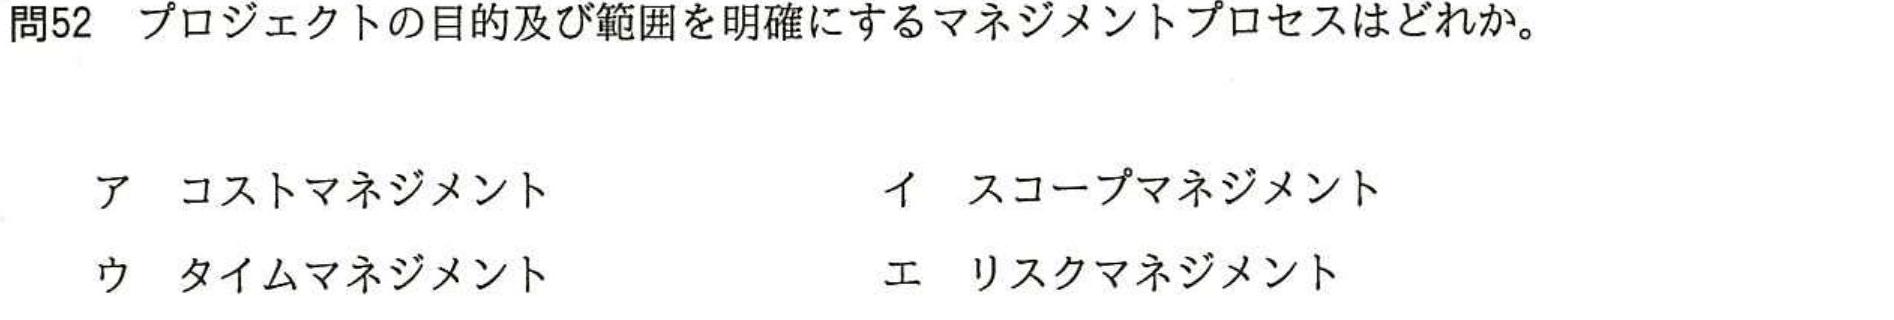 問52 プロジェクトの目的及び範囲を明確にするマネジメントプロセスはどれか。
ア コストマネジメント イ スコープマネジメント
ウ タイムマネジメント エ リスクマネジメント